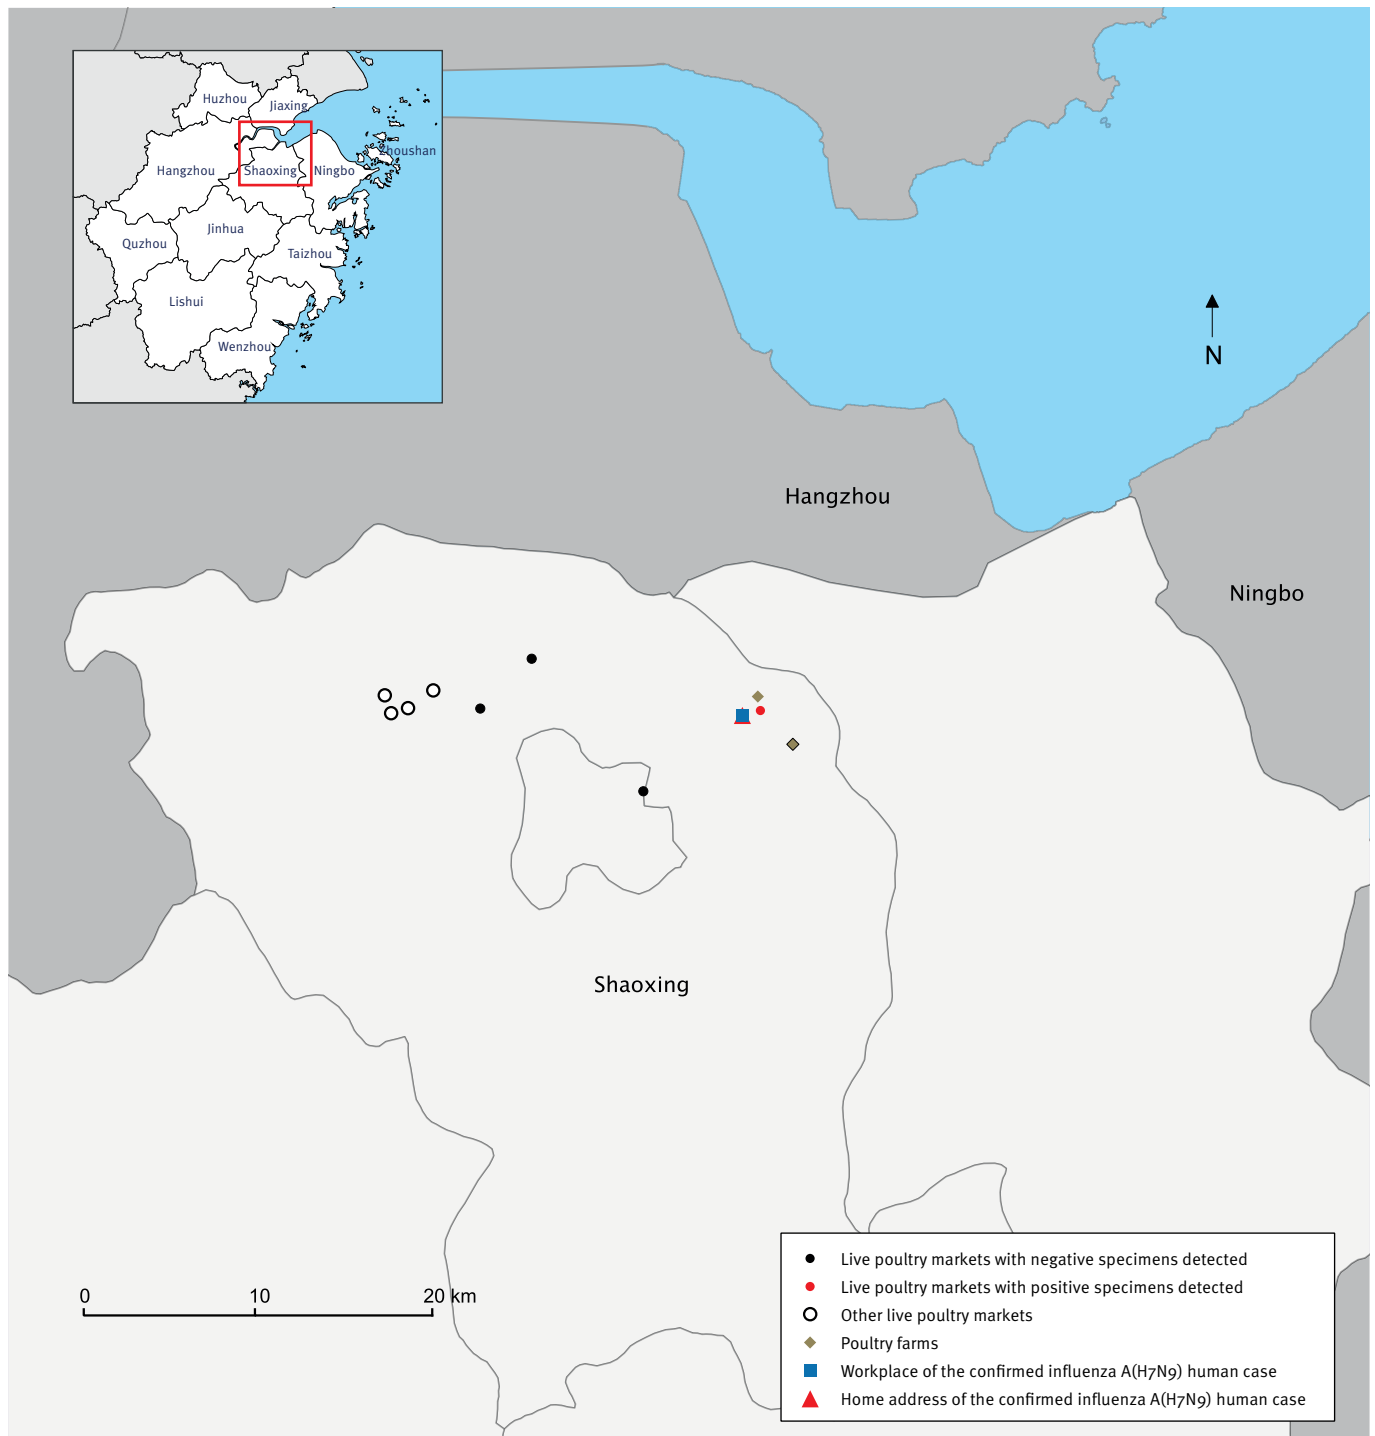 Huzhou
Jiaxing
Zhoushan
Hangzhou
Shaoxing
Ningbo
Jinhua
Quzhou
Taizhou
Lishui
Wenzhou
N
Hangzhou
Ningbo
Shaoxing
0 10 20 km
Live poultry markets with negative specimens detected
Live poultry markets with positive specimens detected
Other live poultry markets
Poultry farms
Workplace of the confirmed influenza A(H7N9) human case
Home address of the confirmed influenza A(H7N9) human case